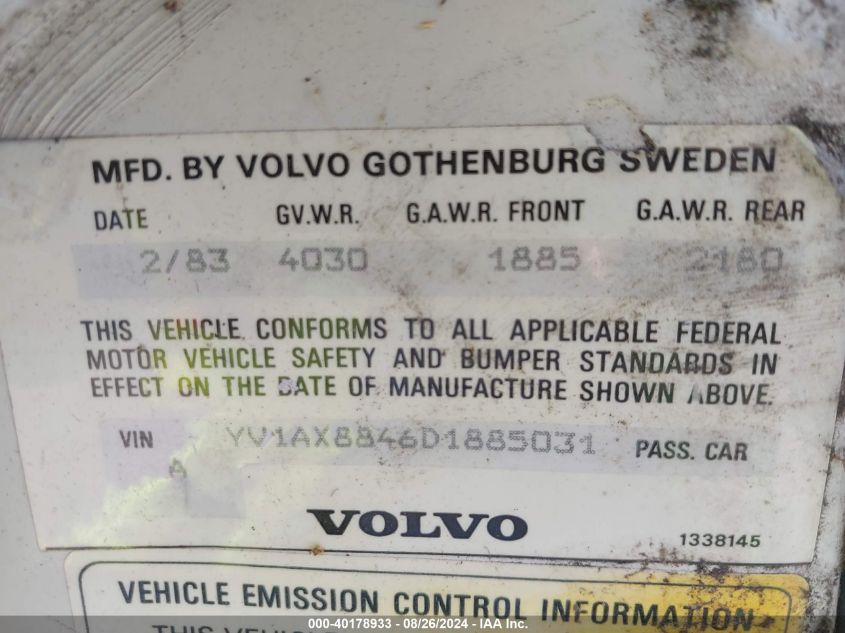 MFD. BY VOLVO GOTHENBURG SWEDEN
DATE GV.W.R. G.A.W.R. FRONT G.A.W.R. REAR
2/83 4030 1885 2180
THIS VEHICLE CONFORMS TO ALL APPLICABLE FEDERAL
MOTOR VEHICLE SAFETY AND BUMPER STANDARDS IN
EFFECT ON THE DATE OF MANUFACTURE SHOWN ABOVE.
VIN YV1AX8846D1885031 PASS. CAR
A
VOLVO
1338145
VEHICLE EMISSION CONTROL INFORMATION
THIS
000-40178933 - 08/26/2024 - IAA Inc.